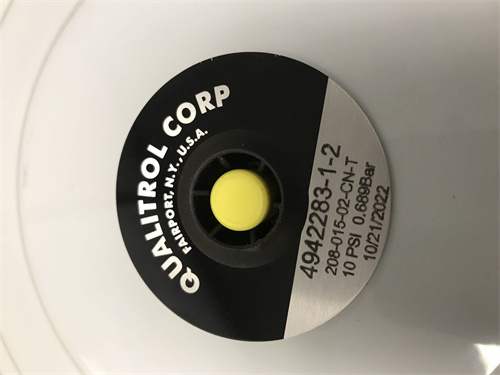 QUALITROL CORP
FAIRPORT, N.Y., U.S.A.
4942283-1-2
208-015-02-CN-T
10 PSI 0.689Bar
10/21/2022